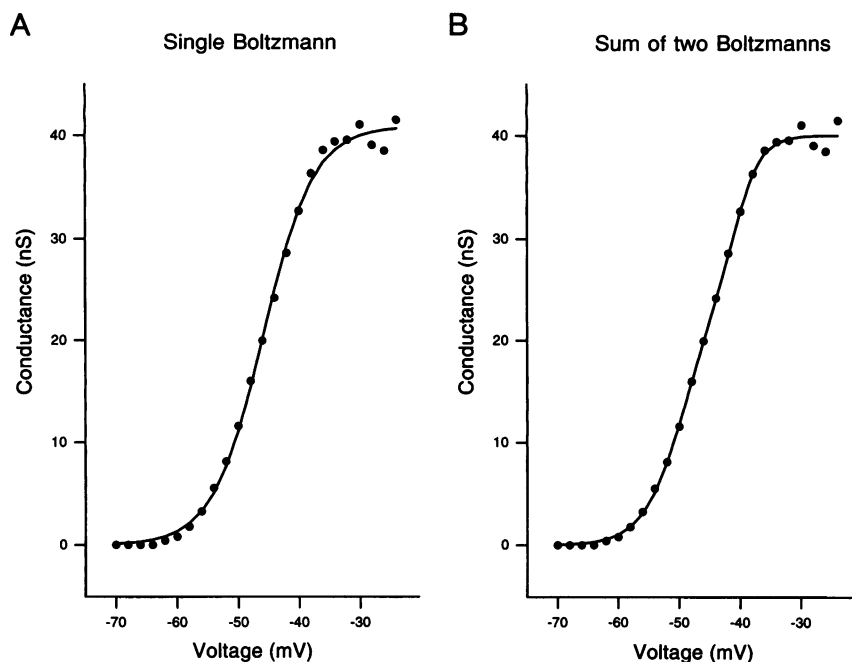 A
Single Boltzmann
Conductance (nS)
40
30
20
10
0
-70 -60 -50 -40 -30
Voltage (mV)
B
Sum of two Boltzmanns
Conductance (nS)
40
30
20
10
0
-70 -60 -50 -40 -30
Voltage (mV)